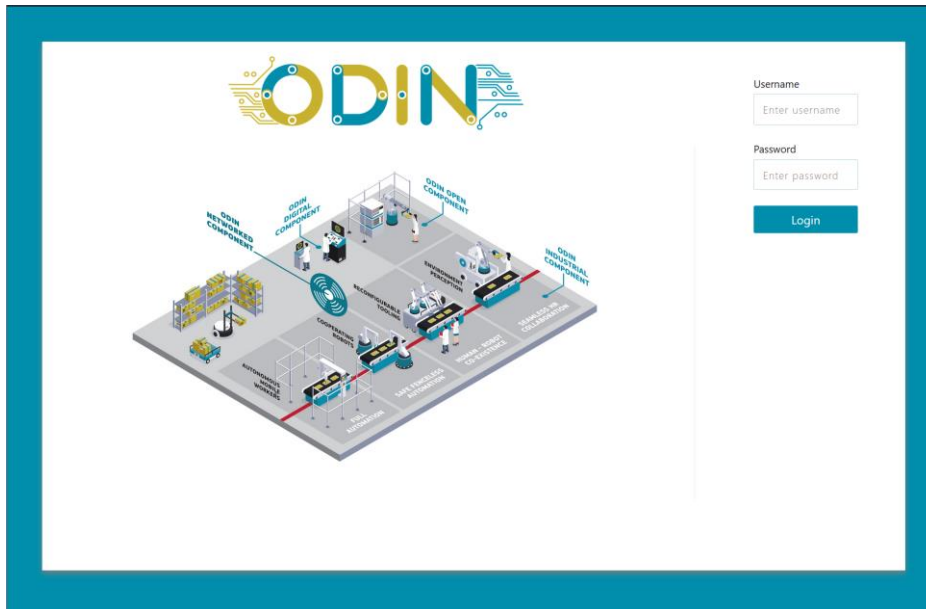 ODIN
Username
Enter username
Password
Enter password
Login
ODIN OPEN
COMPONENT
ODIN
DIGITAL
COMPONENT
ODIN
NETWORKED
COMPONENT
ODIN
INDUSTRIAL
COMPONENT
ENVIRONMENT
PERCEPTION
RECONFIGURABLE
TOOLING
COOPERATING
ROBOTS
AUTONOMOUS
MOBILE
WORKERS
SEAMLESS HR
COLLABORATION
HUMAN - ROBOT
CO-EXISTENCE
SAFE FENCELESS
AUTOMATION
FULL
AUTOMATION